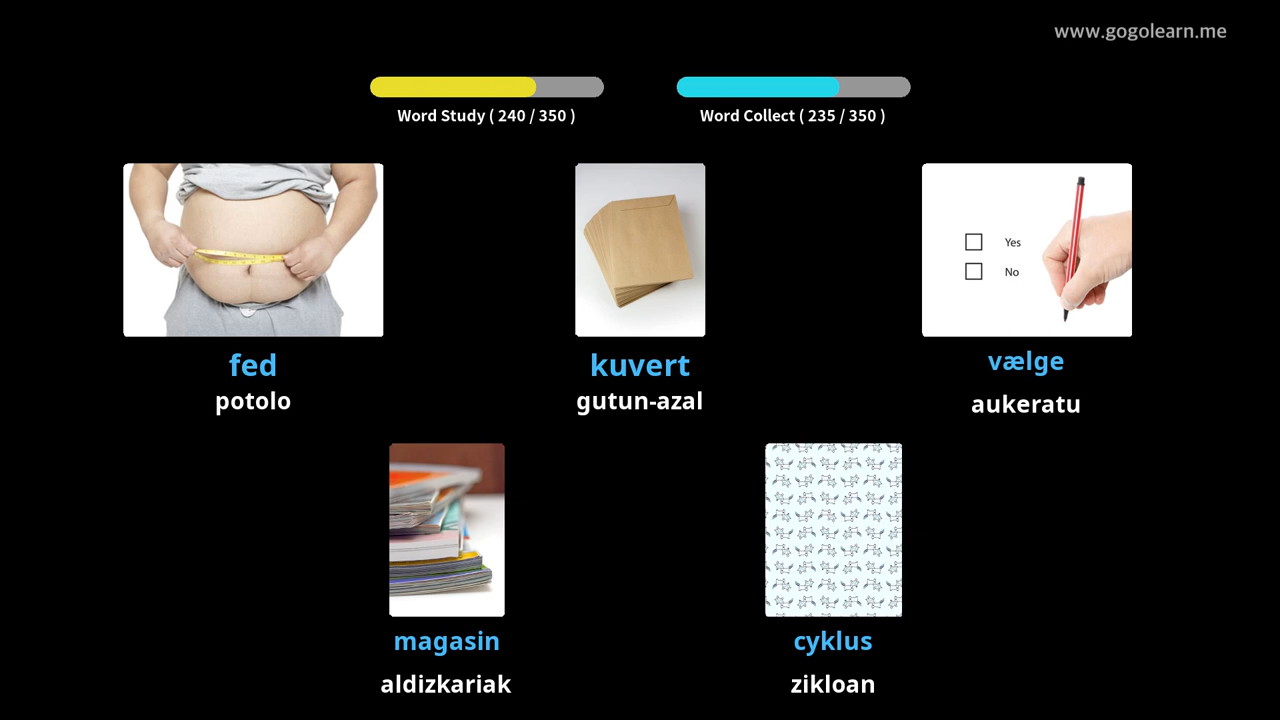 www.gogolearn.me
Word Study ( 240 / 350 )
Word Collect ( 235 / 350 )
Yes
No
fed
potolo
kuvert
gutun-azal
vælge
aukeratu
magasin
aldizkariak
cyklus
zikloan